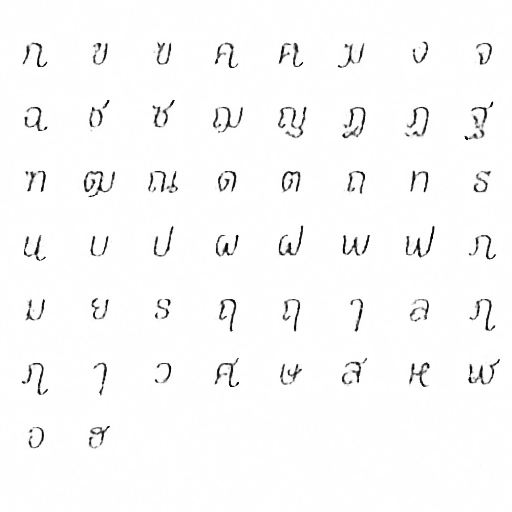 ก ข ฃ ค ฅ ฆ ง จ
ฉ ช ซ ฌ ญ ฎ ฏ ฐ
ฑ ฒ ณ ด ต ถ ท ธ
น บ ป ผ ฝ พ ฟ ภ
ม ย ร ฤ ฤ ๅ ล ฦ
ฦ ๅ ว ศ ษ ส ห ฬ
อ ฮ